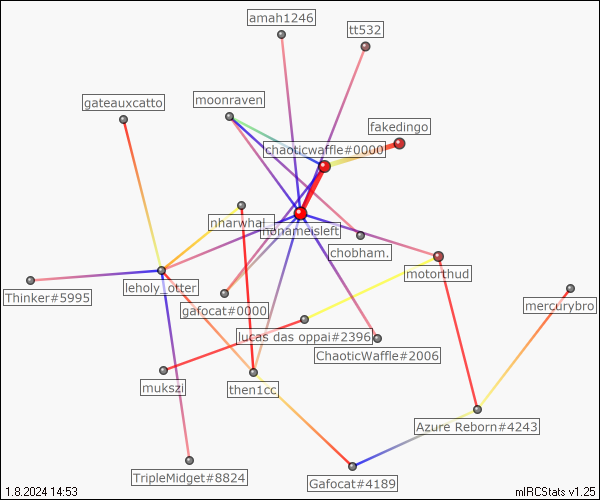 amah1246
tt532
gateauxcatto
moonraven
fakedingo
chaoticwaffle#0000
nharwhal_
nonameisleft
chobham.
motorthud
leholy_otter
Thinker#5995
gafocat#0000
mercurybro
lucas das oppai#2396
ChaoticWaffle#2006
mukszi
then1cc
Azure Reborn#4243
TripleMidget#8824
Gafocat#4189
1.8.2024 14:53
mIRCStats v1.25